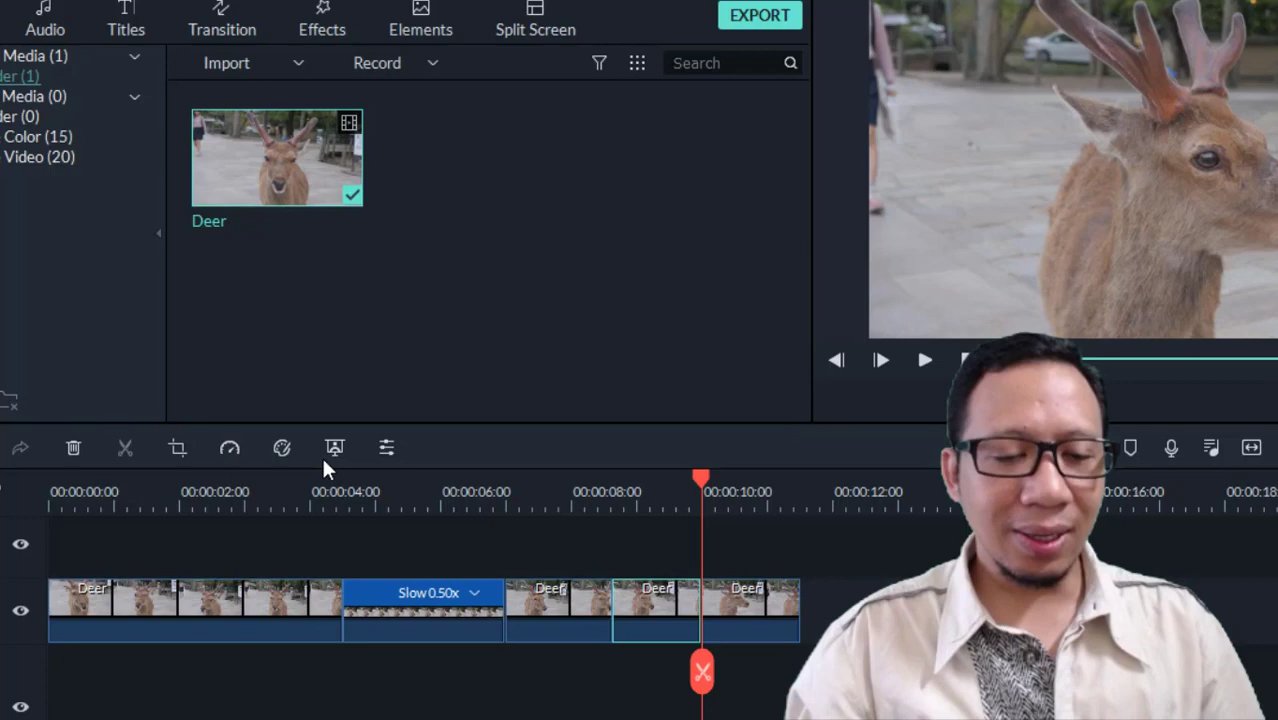 Audio
Titles
Transition
Effects
Elements
Split Screen
EXPORT
Media (1)
der (1)
Media (0)
der (0)
Color (15)
Video (20)
Import
Record
Search
Deer
00:00:00:00
00:00:02:00
00:00:04:00
00:00:06:00
00:00:08:00
00:00:10:00
00:00:12:00
00:16:00
00:00:18:
Deer
Slow 0.50x
Deer
Deer
Deer